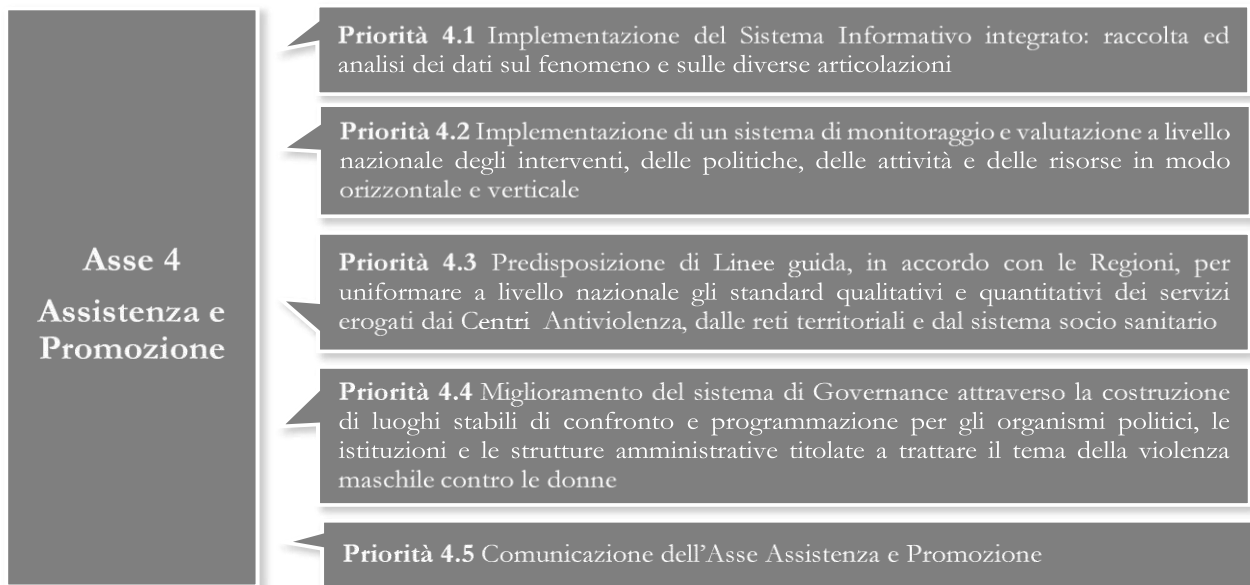 Asse 4
Assistenza e
Promozione
Priorità 4.1 Implementazione del Sistema Informativo integrato: raccolta ed
analisi dei dati sul fenomeno e sulle diverse articolazioni
Priorità 4.2 Implementazione di un sistema di monitoraggio e valutazione a livello
nazionale degli interventi, delle politiche, delle attività e delle risorse in modo
orizzontale e verticale
Priorità 4.3 Predisposizione di Linee guida, in accordo con le Regioni, per
uniformare a livello nazionale gli standard qualitativi e quantitativi dei servizi
erogati dai Centri Antiviolenza, dalle reti territoriali e dal sistema socio sanitario
Priorità 4.4 Miglioramento del sistema di Governance attraverso la costruzione
di luoghi stabili di confronto e programmazione per gli organismi politici, le
istituzioni e le strutture amministrative titolate a trattare il tema della violenza
maschile contro le donne
Priorità 4.5 Comunicazione dell'Asse Assistenza e Promozione